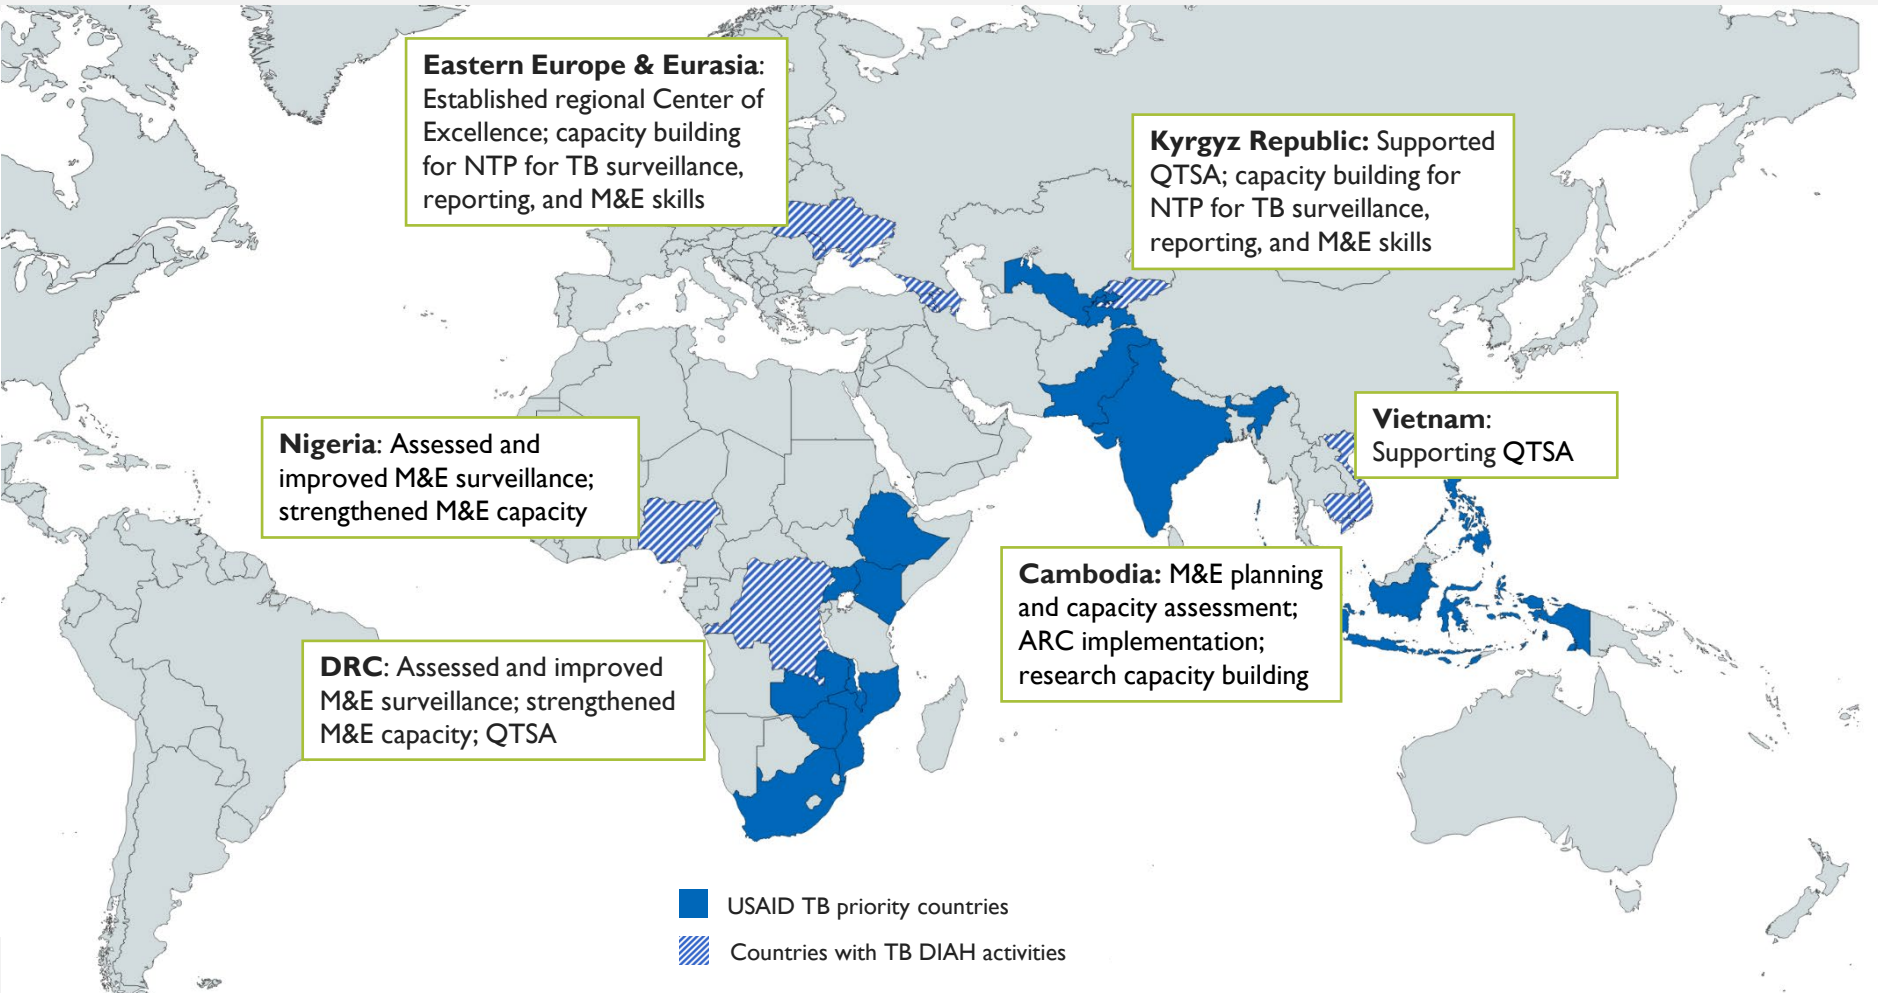 Eastern Europe & Eurasia:
Established regional Center of
Excellence; capacity building
for NTP for TB surveillance,
reporting, and M&E skills
Kyrgyz Republic: Supported
QTSA; capacity building for
NTP for TB surveillance,
reporting, and M&E skills
Nigeria: Assessed and
improved M&E surveillance;
strengthened M&E capacity
Vietnam:
Supporting QTSA
Cambodia: M&E planning
and capacity assessment;
ARC implementation;
research capacity building
DRC: Assessed and improved
M&E surveillance; strengthened
M&E capacity; QTSA
USAID TB priority countries
Countries with TB DIAH activities